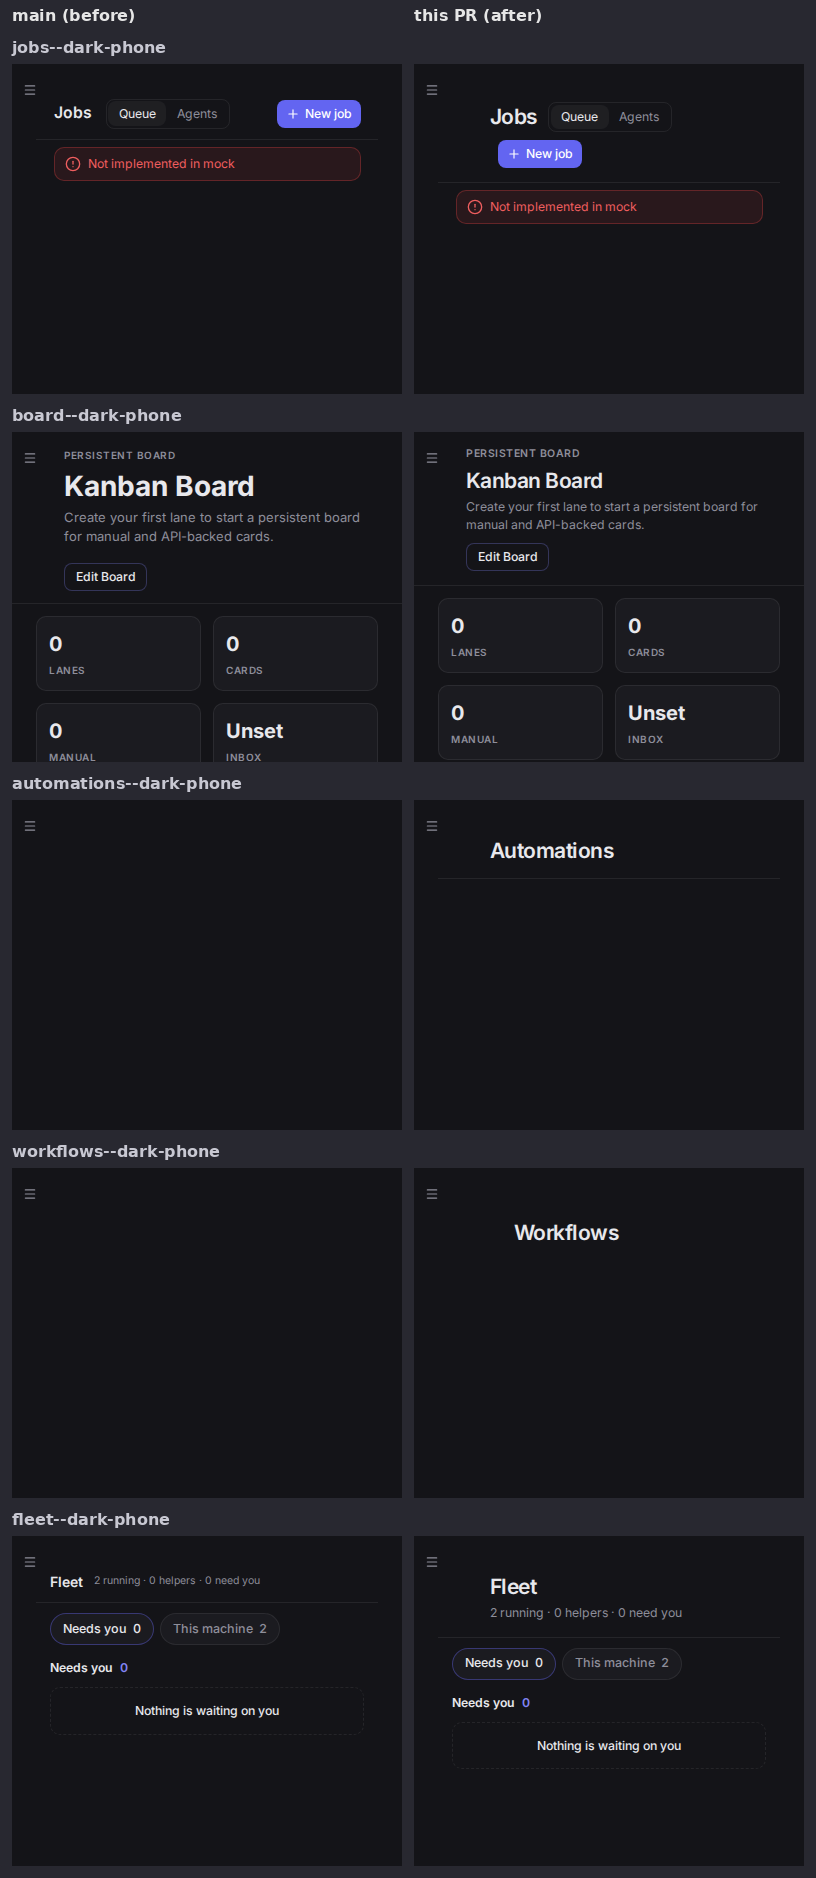 main (before)
this PR (after)
jobs--dark-phone
Jobs Queue Agents + New job
Not implemented in mock
Jobs Queue Agents
+ New job
Not implemented in mock
board--dark-phone
PERSISTENT BOARD
Kanban Board
Create your first lane to start a persistent board
for manual and API-backed cards.
Edit Board
0
LANES
0
CARDS
0
MANUAL
Unset
INBOX
PERSISTENT BOARD
Kanban Board
Create your first lane to start a persistent board for
manual and API-backed cards.
Edit Board
0
LANES
0
CARDS
0
MANUAL
Unset
INBOX
automations--dark-phone
Automations
workflows--dark-phone
Workflows
fleet--dark-phone
Fleet 2 running · 0 helpers · 0 need you
Needs you 0 This machine 2
Needs you 0
Nothing is waiting on you
Fleet
2 running · 0 helpers · 0 need you
Needs you 0 This machine 2
Needs you 0
Nothing is waiting on you